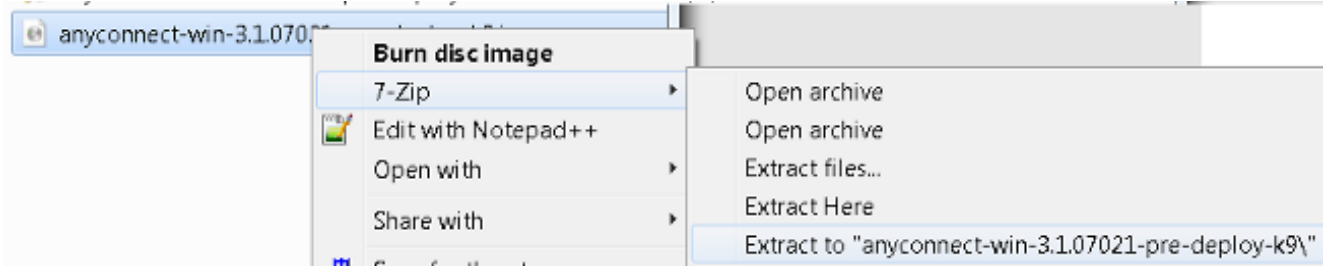 anyconnect-win-3.1.070
Burn disc image
7-Zip
Open archive
Edit with Notepad++
Open archive
Open with
Extract files...
Share with
Extract Here
Extract to "anyconnect-win-3.1.07021-pre-deploy-k9\"